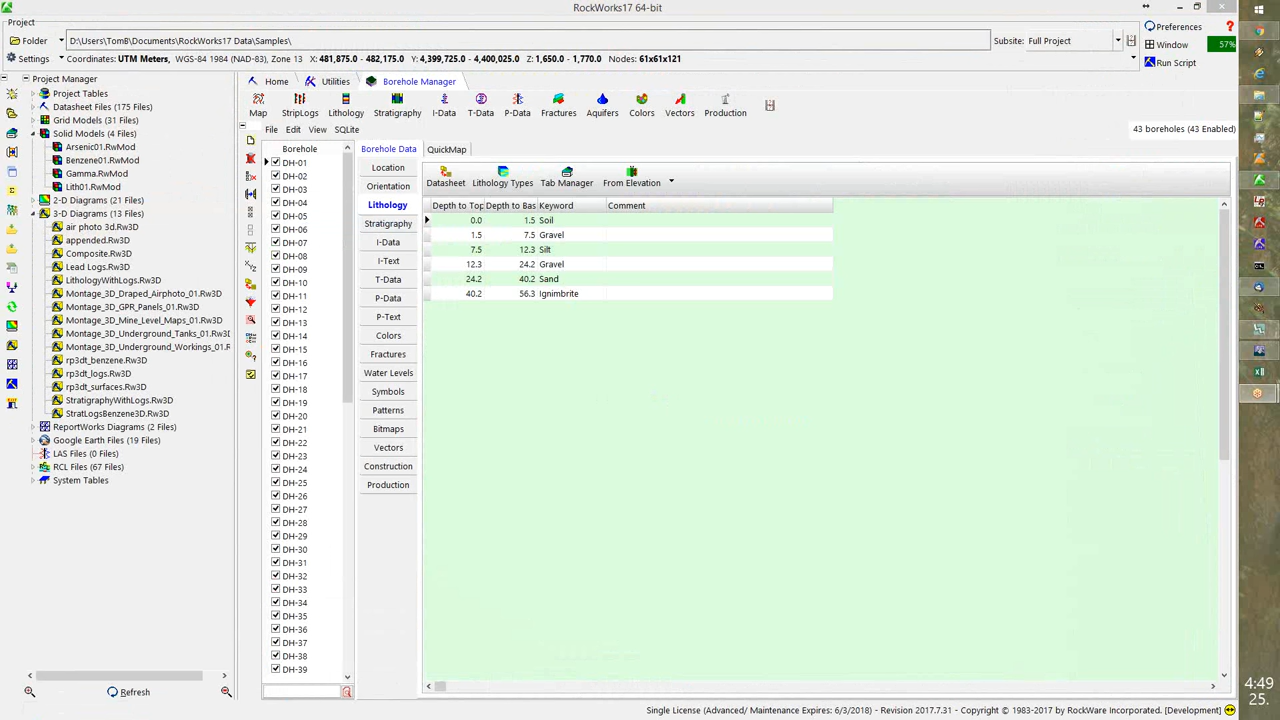 RockWorks17 64-bit
Project
Folder
D:\Users\TomB\Documents\RockWorks17 Data\Samples\
Subsite: Full Project
Preferences
Window
57%
Run Script
Settings
Coordinates: UTM Meters, WGS-84 1984 (NAD-83), Zone 13 X: 481,875.0 - 482,175.0 Y: 4,399,725.0 - 4,400,025.0 Z: 1,650.0 - 1,770.0 Nodes: 61x61x121
Project Manager
Project Tables
Datasheet Files (175 Files)
Grid Models (31 Files)
Solid Models (4 Files)
Arsenic01.RwMod
Benzene01.RwMod
Gamma.RwMod
Lith01.RwMod
2-D Diagrams (21 Files)
3-D Diagrams (13 Files)
air photo 3d.Rw3D
appended.Rw3D
Composite.Rw3D
Lead Logs.Rw3D
LithologyWithLogs.Rw3D
Montage_3D_Draped_Airphoto_01.Rw3D
Montage_3D_GPR_Panels_01.Rw3D
Montage_3D_Mine_Level_Maps_01.Rw3D
Montage_3D_Underground_Tanks_01.Rw3D
Montage_3D_Underground_Workings_01.R
rp3dt_benzene.Rw3D
rp3dt_logs.Rw3D
rp3dt_surfaces.Rw3D
StratigraphyWithLogs.Rw3D
StratLogsBenzene3D.Rw3D
ReportWorks Diagrams (2 Files)
Google Earth Files (19 Files)
LAS Files (0 Files)
RCL Files (67 Files)
System Tables
Refresh
Home
Utilities
Borehole Manager
Map
StripLogs
Lithology
Stratigraphy
I-Data
T-Data
P-Data
Fractures
Aquifers
Colors
Vectors
Production
File Edit View SQLite
43 boreholes (43 Enabled)
Borehole
DH-01
DH-02
DH-03
DH-04
DH-05
DH-06
DH-07
DH-08
DH-09
DH-10
DH-11
DH-12
DH-13
DH-14
DH-15
DH-16
DH-17
DH-18
DH-19
DH-20
DH-21
DH-22
DH-23
DH-24
DH-25
DH-26
DH-27
DH-28
DH-29
DH-30
DH-31
DH-32
DH-33
DH-34
DH-35
DH-36
DH-37
DH-38
DH-39
Borehole Data
QuickMap
Location
Orientation
Lithology
Stratigraphy
I-Data
I-Text
T-Data
P-Data
P-Text
Colors
Fractures
Water Levels
Symbols
Patterns
Bitmaps
Vectors
Construction
Production
Datasheet
Lithology Types
Tab Manager
From Elevation
Depth to Top Depth to Bas Keyword Comment
0.0 1.5 Soil
1.5 7.5 Gravel
7.5 12.3 Silt
12.3 24.2 Gravel
24.2 40.2 Sand
40.2 56.3 Ignimbrite
4:49
25.
Single License (Advanced/ Maintenance Expires: 6/3/2018) - Revision 2017.7.31 - Copyright © 1983-2017 by RockWare Incorporated. [Development]